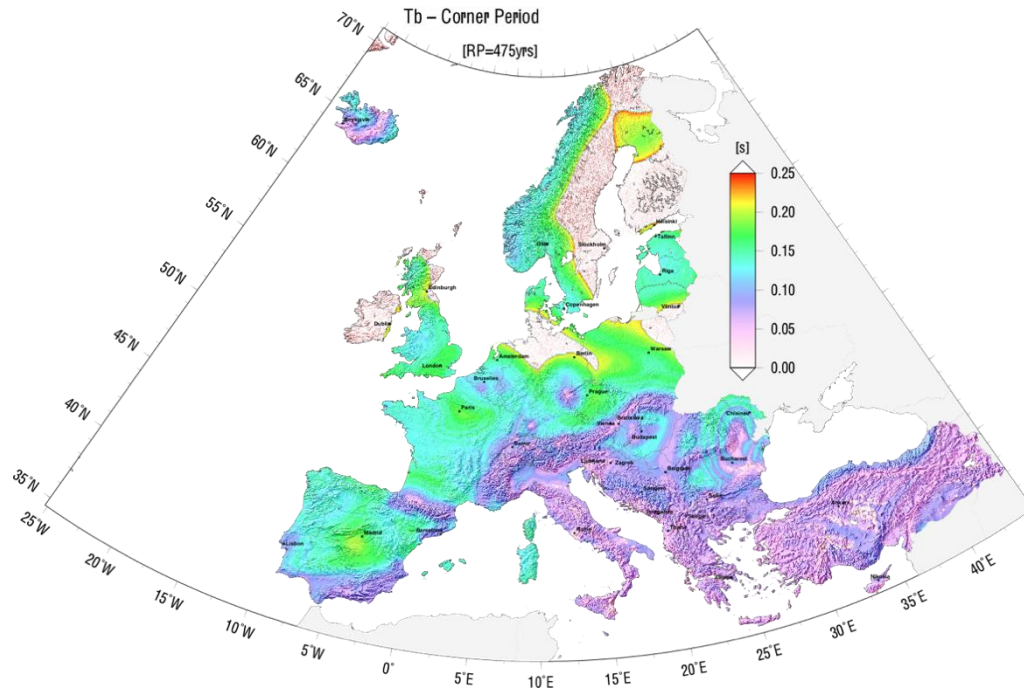 Tb – Corner Period
[RP=475yrs]
70°N
65°N
60°N
55°N
50°N
45°N
40°N
35°N
25°W
20°W
15°W
10°W
5°W
0°
5°E
10°E
15°E
20°E
25°E
30°E
35°E
40°E
[s]
0.25
0.20
0.15
0.10
0.05
0.00
Reykjavik
Oslo
Stockholm
Helsinki
Tallinn
Riga
Vilnius
Copenhagen
Edinburgh
Dublin
London
Amsterdam
Berlin
Warsaw
Bruxelles
Prague
Paris
Vienna
Bratislava
Budapest
Chisinau
Ljubljana
Zagreb
Belgrade
Bucharest
Sarajevo
Sofia
Madrid
Lisbon
Barcelona
Ankara
Athens
Nicosia